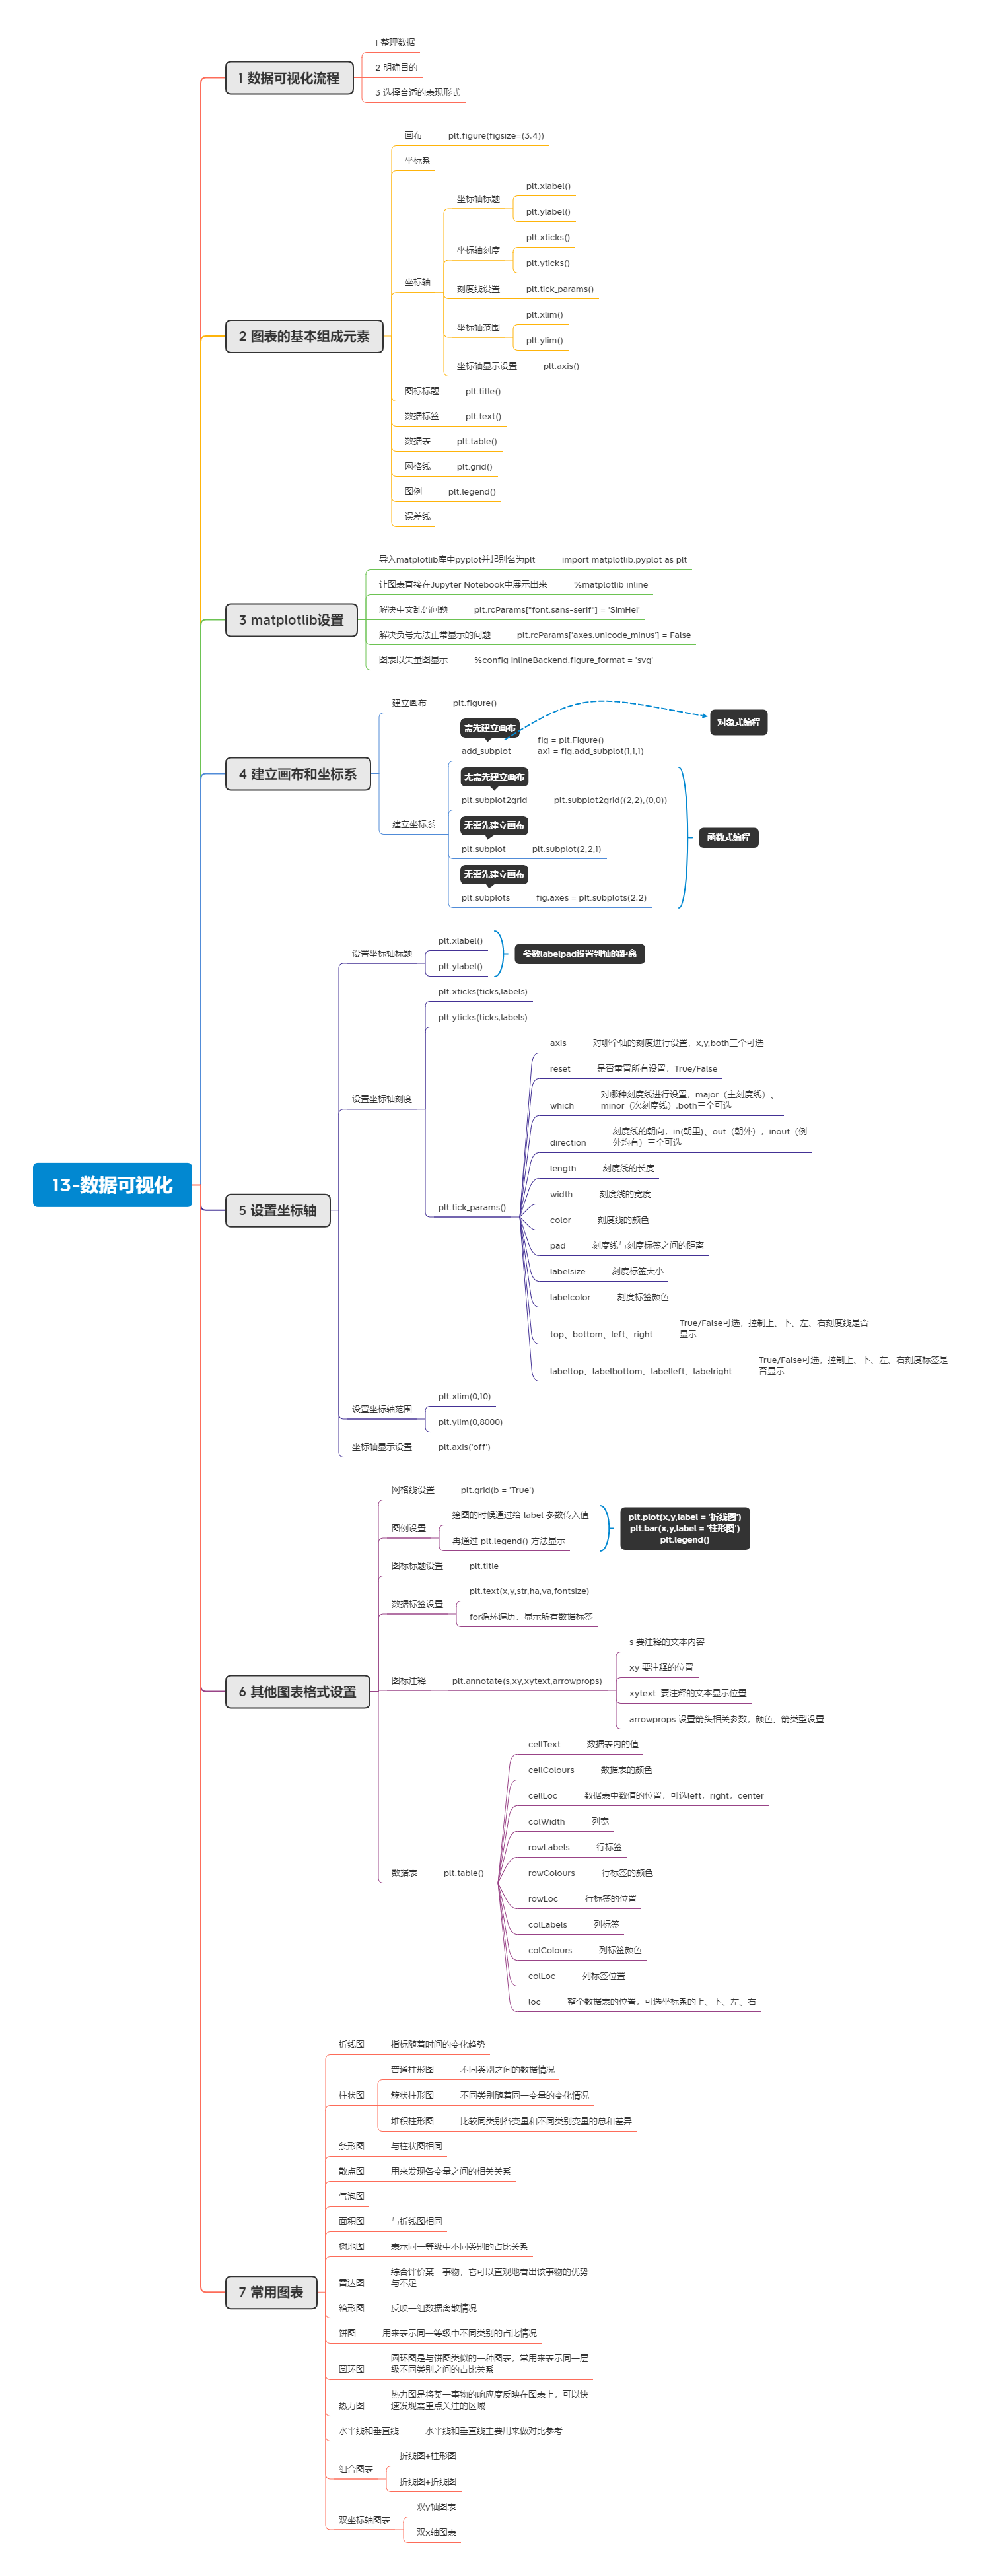 13-数据可视化
1 数据可视化流程
1 整理数据
2 明确目的
3 选择合适的表现形式
2 图表的基本组成元素
画布 plt.figure(figsize=(3,4))
坐标系
坐标轴
坐标轴标题
plt.xlabel()
plt.ylabel()
坐标轴刻度
plt.xticks()
plt.yticks()
刻度线设置 plt.tick_params()
坐标轴范围
plt.xlim()
plt.ylim()
坐标轴显示设置 plt.axis()
图标标题 plt.title()
数据标签 plt.text()
数据表 plt.table()
网格线 plt.grid()
图例 plt.legend()
误差线
3 matplotlib设置
导入matplotlib库中pyplot并起别名为plt import matplotlib.pyplot as plt
让图表直接在Jupyter Notebook中展示出来 %matplotlib inline
解决中文乱码问题 plt.rcParams["font.sans-serif"] = 'SimHei'
解决负号无法正常显示的问题 plt.rcParams['axes.unicode_minus'] = False
图表以矢量图显示 %config InlineBackend.figure_format = 'svg'
4 建立画布和坐标系
建立画布 plt.figure()
建立坐标系
需先建立画布
add_subplot
fig = plt.Figure()
ax1 = fig.add_subplot(1,1,1)
对象式编程
无需先建立画布
plt.subplot2grid plt.subplot2grid((2,2),(0,0))
无需先建立画布
plt.subplot plt.subplot(2,2,1)
无需先建立画布
plt.subplots fig,axes = plt.subplots(2,2)
函数式编程
5 设置坐标轴
设置坐标轴标题
plt.xlabel()
plt.ylabel()
参数labelpad设置到轴的距离
设置坐标轴刻度
plt.xticks(ticks,labels)
plt.yticks(ticks,labels)
plt.tick_params()
axis 对哪个轴的刻度进行设置，x,y,both三个可选
reset 是否重置所有设置，True/False
which 对哪种刻度线进行设置，major（主刻度线）、
minor（次刻度线）,both三个可选
direction 刻度线的朝向，in(朝里)、out（朝外），inout（例
外均有）三个可选
length 刻度线的长度
width 刻度线的宽度
color 刻度线的颜色
pad 刻度线与刻度标签之间的距离
labelsize 刻度标签大小
labelcolor 刻度标签颜色
top、bottom、left、right True/False可选，控制上、下、左、右刻度线是否
显示
labeltop、labelbottom、labelleft、labelright True/False可选，控制上、下、左、右刻度标签是
否显示
设置坐标轴范围
plt.xlim(0,10)
plt.ylim(0,8000)
坐标轴显示设置 plt.axis('off')
6 其他图表格式设置
网格线设置 plt.grid(b = 'True')
图例设置
绘图的时候通过给 label 参数传入值
再通过 plt.legend() 方法显示
plt.plot(x,y,label = '折线图')
plt.bar(x,y,label = '柱形图')
plt.legend()
图标标题设置 plt.title
数据标签设置
plt.text(x,y,str,ha,va,fontsize)
for循环遍历，显示所有数据标签
图标注释 plt.annotate(s,xy,xytext,arrowprops)
s 要注释的文本内容
xy 要注释的位置
xytext 要注释的文本显示位置
arrowprops 设置箭头相关参数，颜色、箭类型设置
数据表 plt.table()
cellText 数据表内的值
cellColours 数据表的颜色
cellLoc 数据表中数值的位置，可选left，right，center
colWidth 列宽
rowLabels 行标签
rowColours 行标签的颜色
rowLoc 行标签的位置
colLabels 列标签
colColours 列标签颜色
colLoc 列标签位置
loc 整个数据表的位置，可选坐标系的上、下、左、右
7 常用图表
折线图 指标随着时间的变化趋势
柱状图
普通柱形图 不同类别之间的数据情况
簇状柱形图 不同类别随着同一变量的变化情况
堆积柱形图 比较同类别各变量和不同类别变量的总和差异
条形图 与柱状图相同
散点图 用来发现各变量之间的相关关系
气泡图
面积图 与折线图相同
树地图 表示同一等级中不同类别的占比关系
雷达图 综合评价某一事物，它可以直观地看出该事物的优势
与不足
箱形图 反映一组数据离散情况
饼图 用来表示同一等级中不同类别的占比情况
圆环图 圆环图是与饼图类似的一种图表，常用来表示同一层
级不同类别之间的占比关系
热力图 热力图是将某一事物的响应度反映在图表上，可以快
速发现需重点关注的区域
水平线和垂直线 水平线和垂直线主要用来做对比参考
组合图表
折线图+柱形图
折线图+折线图
双坐标轴图表
双y轴图表
双x轴图表